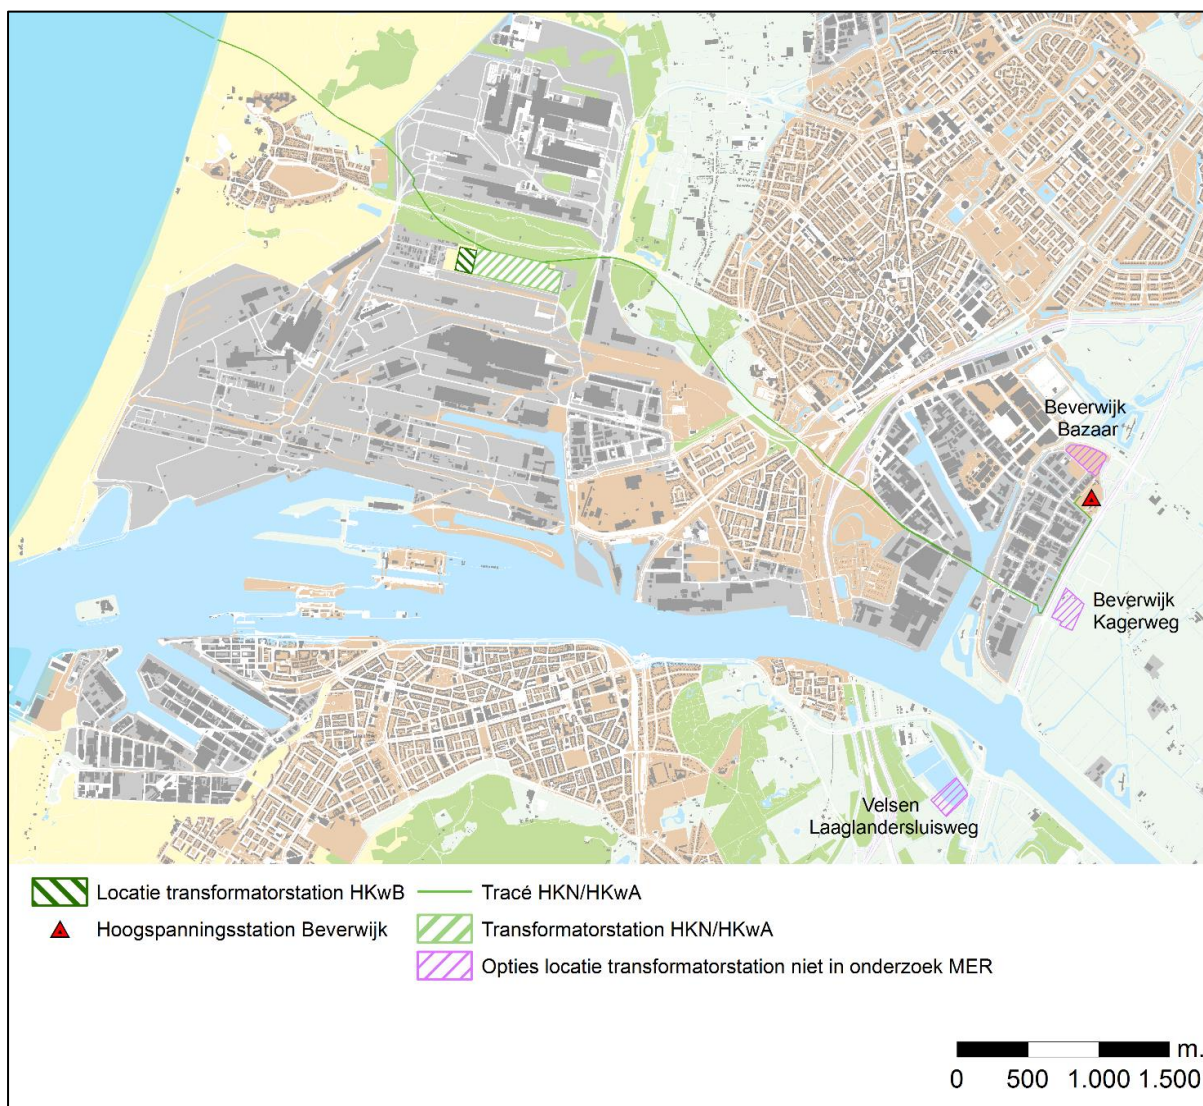 Beverwijk
Bazaar
Beverwijk
Kagerweg
Velsen
Laaglandersluisweg
Locatie transformatorstation HKwB
Tracé HKN/HKwA
Hoogspanningsstation Beverwijk
Transformatorstation HKN/HKwA
Opties locatie transformatorstation niet in onderzoek MER
m.
0 500 1.000 1.500